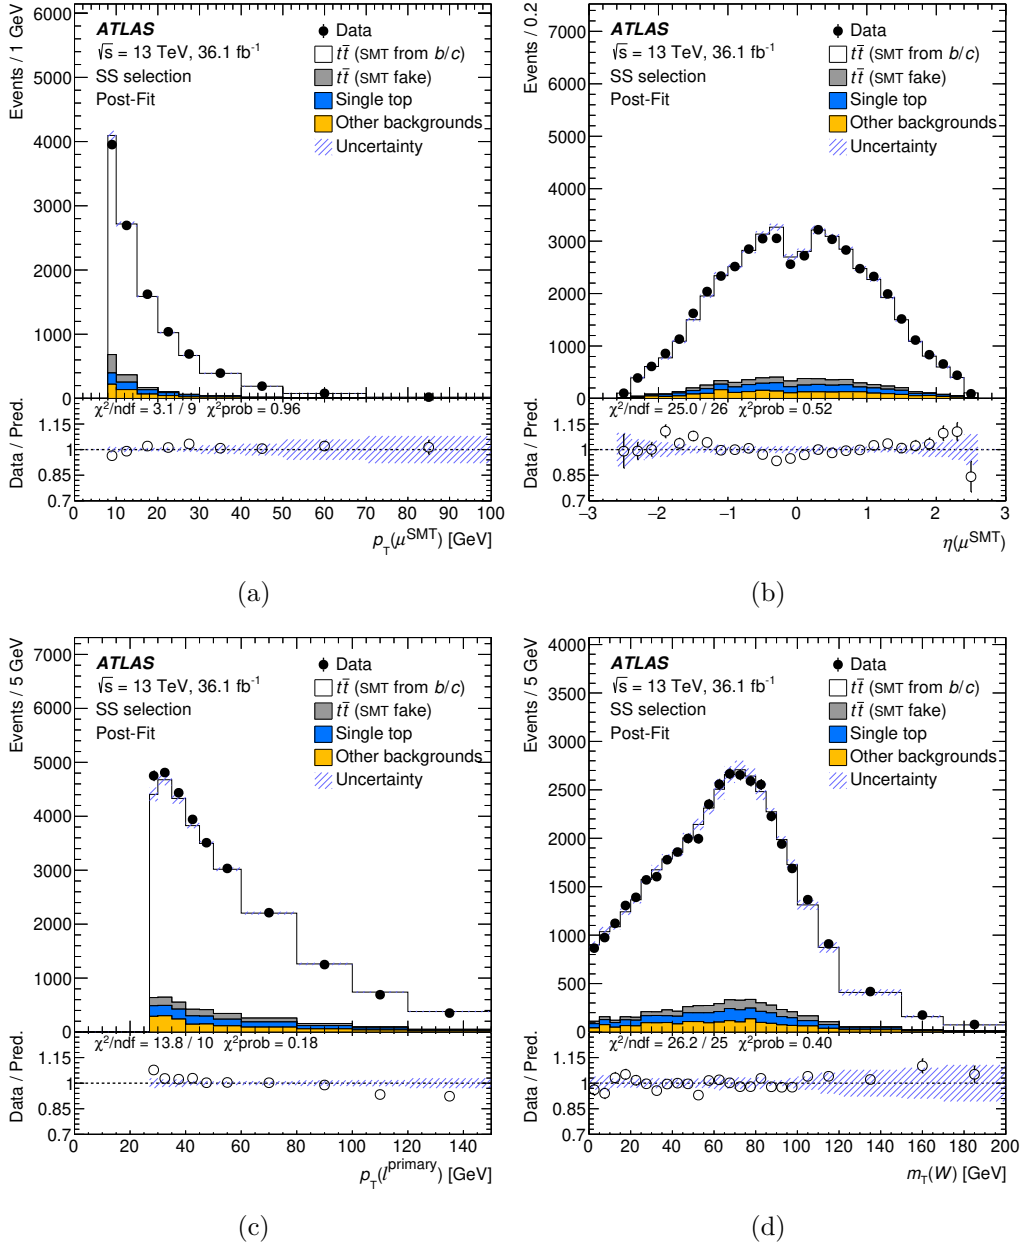 Events / 1 GeV
6000
5000
4000
3000
2000
1000
0
ATLAS
√s = 13 TeV, 36.1 fb-1
SS selection
Post-Fit
Data
tt̄ (SMT from b/c)
tt̄ (SMT fake)
Single top
Other backgrounds
Uncertainty
χ²/ndf = 3.1 / 9 χ²prob = 0.96
Data / Pred.
1.15
1
0.85
0.7
0 10 20 30 40 50 60 70 80 90 100
pT(μSMT) [GeV]
(a)
Events / 0.2
7000
6000
5000
4000
3000
2000
1000
0
ATLAS
√s = 13 TeV, 36.1 fb-1
SS selection
Post-Fit
Data
tt̄ (SMT from b/c)
tt̄ (SMT fake)
Single top
Other backgrounds
Uncertainty
χ²/ndf = 25.0 / 26 χ²prob = 0.52
Data / Pred.
1.15
1
0.85
0.7
−3 −2 −1 0 1 2 3
η(μSMT)
(b)
Events / 5 GeV
7000
6000
5000
4000
3000
2000
1000
0
ATLAS
√s = 13 TeV, 36.1 fb-1
SS selection
Post-Fit
Data
tt̄ (SMT from b/c)
tt̄ (SMT fake)
Single top
Other backgrounds
Uncertainty
χ²/ndf = 13.8 / 10 χ²prob = 0.18
Data / Pred.
1.15
1
0.85
0.7
0 20 40 60 80 100 120 140
pT(lprimary) [GeV]
(c)
Events / 5 GeV
4000
3500
3000
2500
2000
1500
1000
500
0
ATLAS
√s = 13 TeV, 36.1 fb-1
SS selection
Post-Fit
Data
tt̄ (SMT from b/c)
tt̄ (SMT fake)
Single top
Other backgrounds
Uncertainty
χ²/ndf = 26.2 / 25 χ²prob = 0.40
Data / Pred.
1.15
1
0.85
0.7
0 20 40 60 80 100 120 140 160 180 200
mT(W) [GeV]
(d)